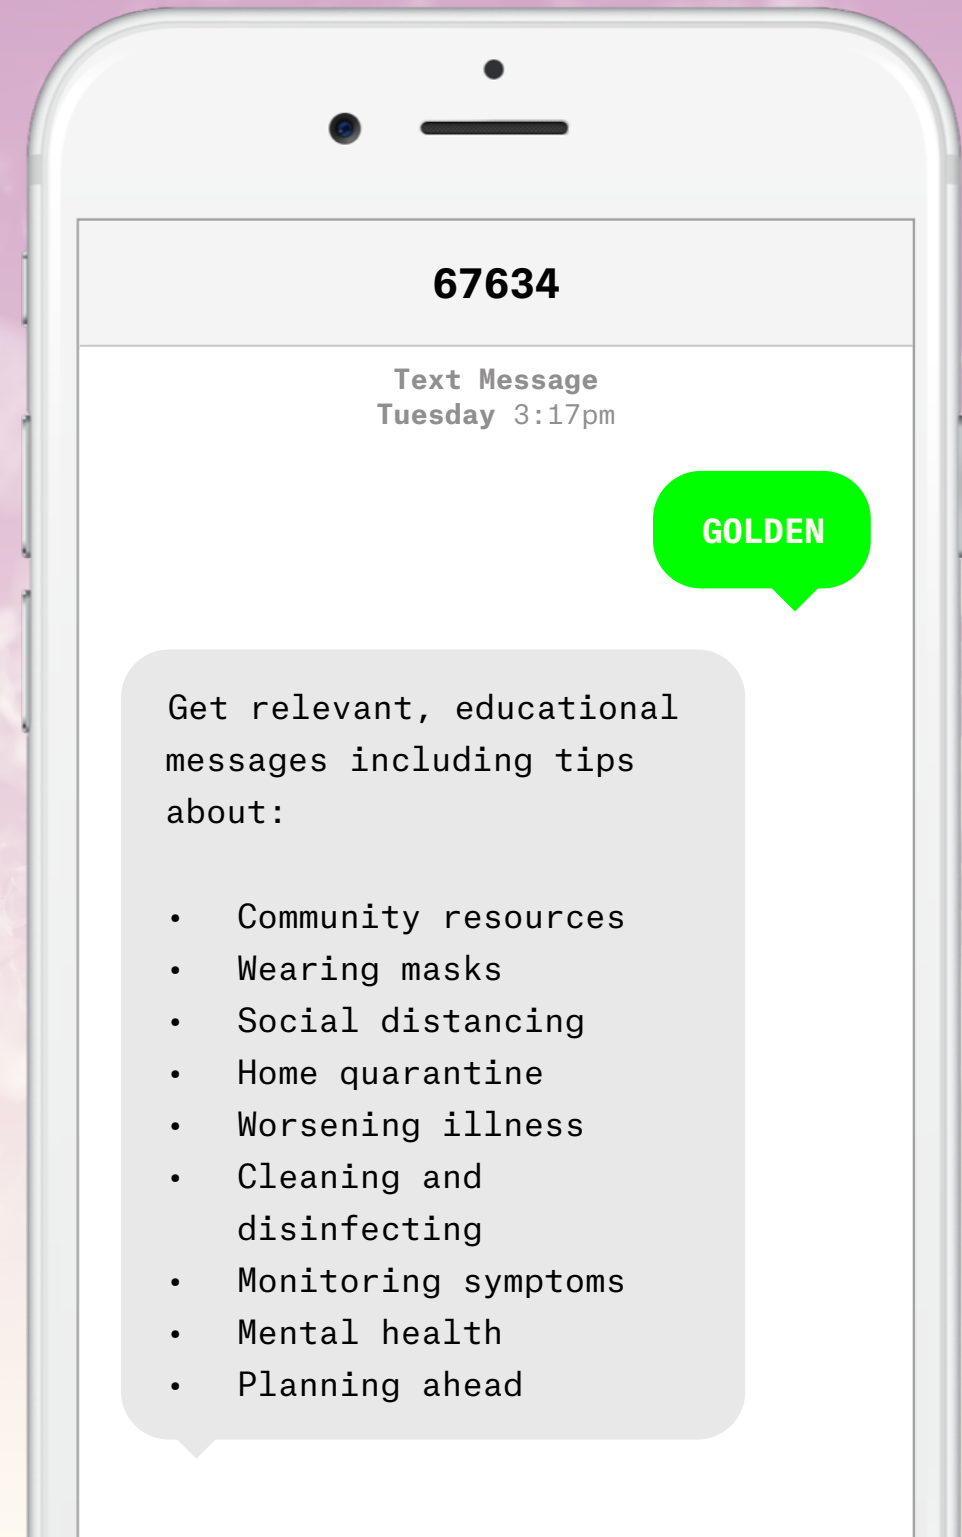 67634
Text Message
Tuesday 3:17pm
GOLDEN
Get relevant, educational
messages including tips
about:
• Community resources
• Wearing masks
• Social distancing
• Home quarantine
• Worsening illness
• Cleaning and
disinfecting
• Monitoring symptoms
• Mental health
• Planning ahead